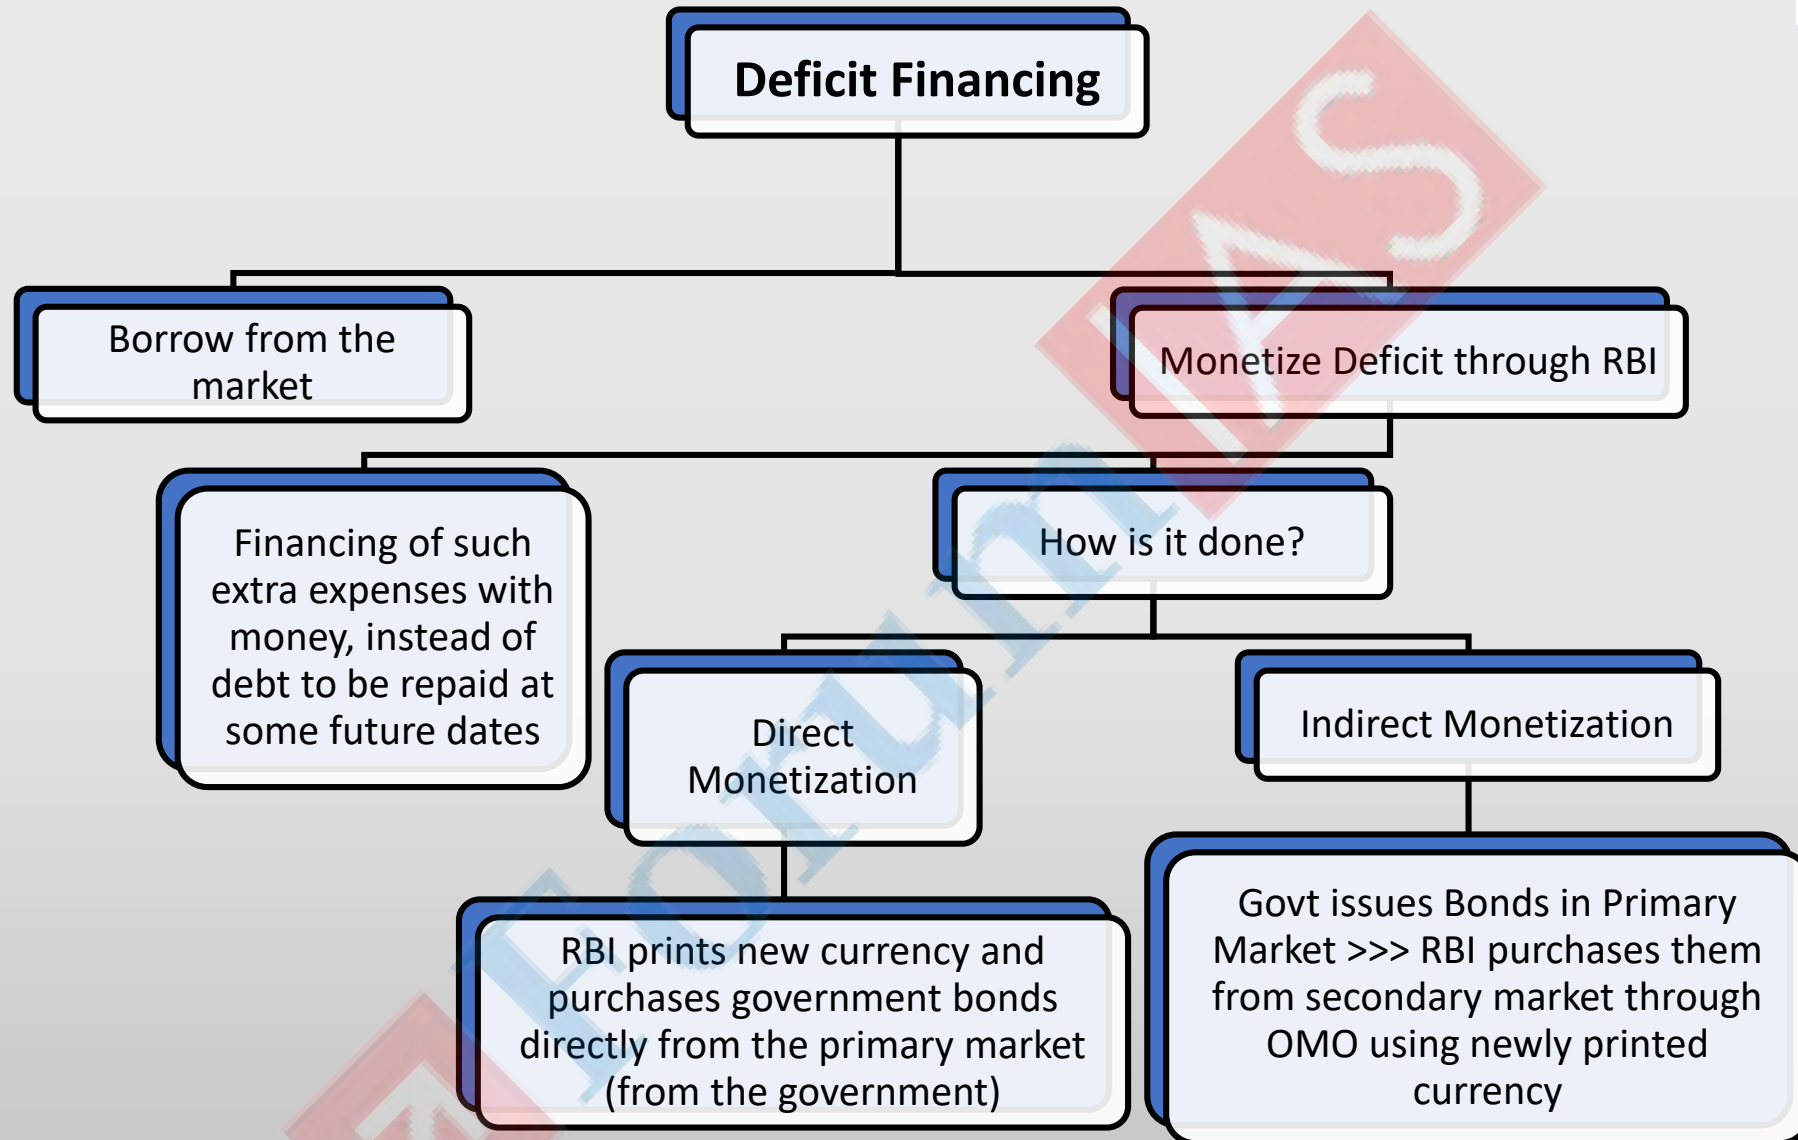 Deficit Financing
Borrow from the
market
Monetize Deficit through RBI
Financing of such
extra expenses with
money, instead of
debt to be repaid at
some future dates
How is it done?
Direct
Monetization
Indirect Monetization
RBI prints new currency and
purchases government bonds
directly from the primary market
(from the government)
Govt issues Bonds in Primary
Market >>> RBI purchases them
from secondary market through
OMO using newly printed
currency
Forum IAS